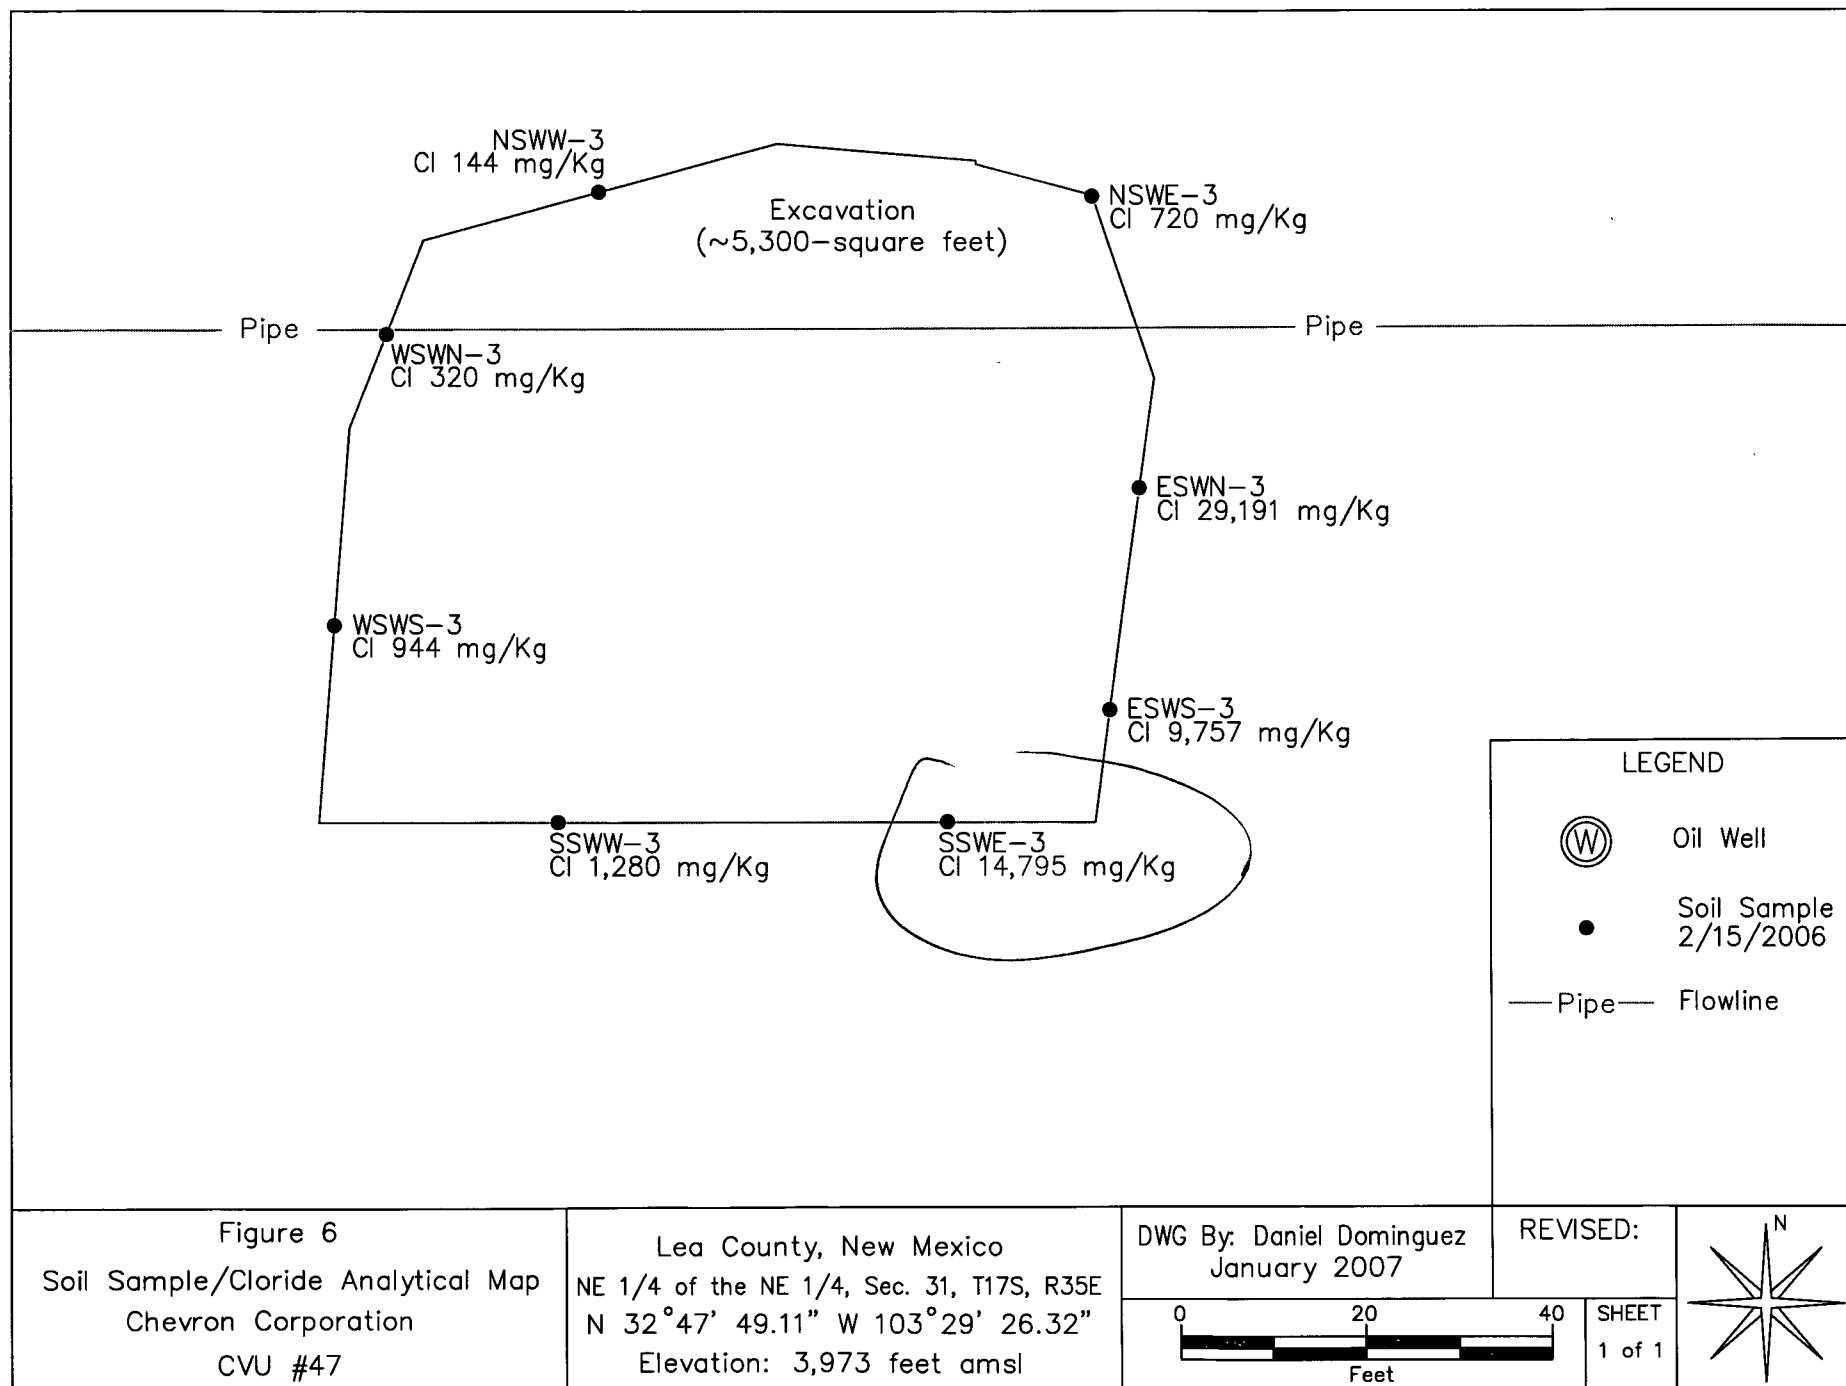 NSWW-3
Cl 144 mg/Kg
Excavation
(~5,300-square feet)
NSWE-3
Cl 720 mg/Kg
Pipe
Pipe
WSWN-3
Cl 320 mg/Kg
ESWN-3
Cl 29,191 mg/Kg
WSWS-3
Cl 944 mg/Kg
ESWS-3
Cl 9,757 mg/Kg
SSWW-3
Cl 1,280 mg/Kg
SSWE-3
Cl 14,795 mg/Kg
LEGEND
W
Oil Well
Soil Sample
2/15/2006
Pipe
Flowline
Figure 6
Soil Sample/Cloride Analytical Map
Chevron Corporation
CVU #47
Lea County, New Mexico
NE 1/4 of the NE 1/4, Sec. 31, T17S, R35E
N 32°47' 49.11" W 103°29' 26.32"
Elevation: 3,973 feet amsl
DWG By: Daniel Dominguez
January 2007
REVISED:
0 20 40
Feet
SHEET
1 of 1
N